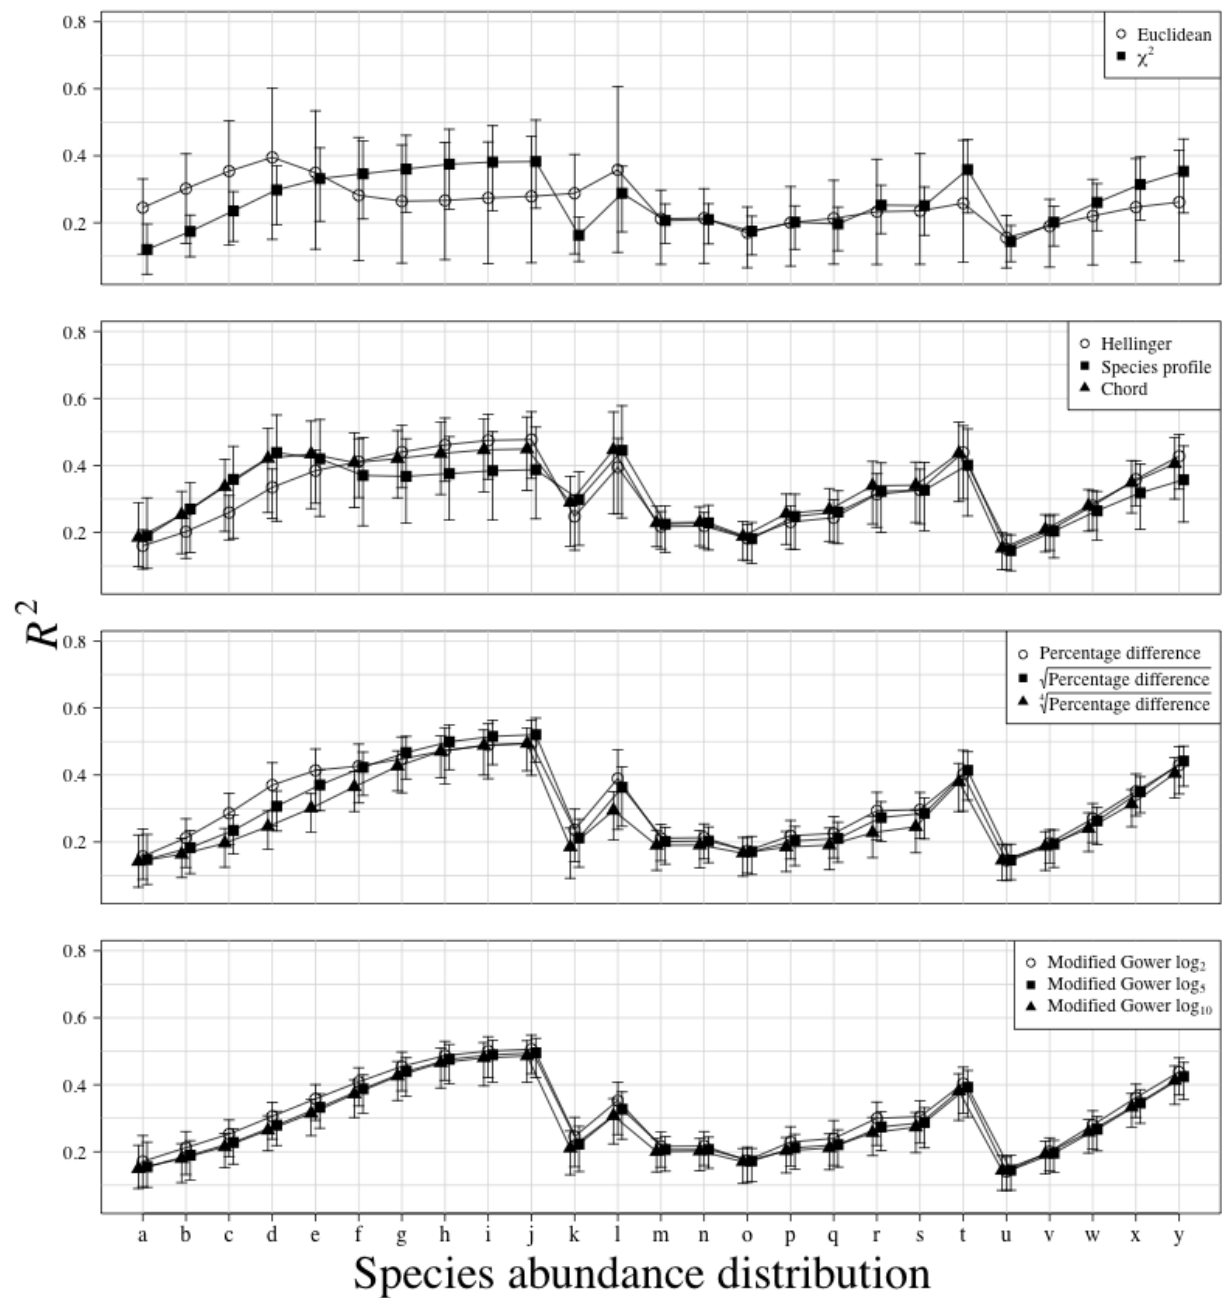 0.8
0.6
0.4
0.2
Euclidean
χ²
0.8
0.6
0.4
0.2
Hellinger
Species profile
Chord
R²
0.8
0.6
0.4
0.2
Percentage difference
√Percentage difference
∜Percentage difference
0.8
0.6
0.4
0.2
Modified Gower log₂
Modified Gower log₅
Modified Gower log₁₀
a b c d e f g h i j k l m n o p q r s t u v w x y
Species abundance distribution